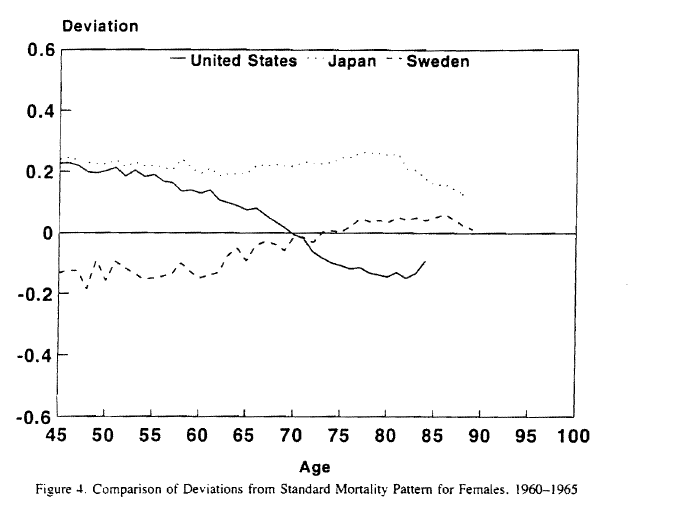 Deviation
0.6
United States Japan Sweden
0.4
0.2
0
-0.2
-0.4
-0.6
45 50 55 60 65 70 75 80 85 90 95 100
Age
Figure 4. Comparison of Deviations from Standard Mortality Pattern for Females. 1960–1965